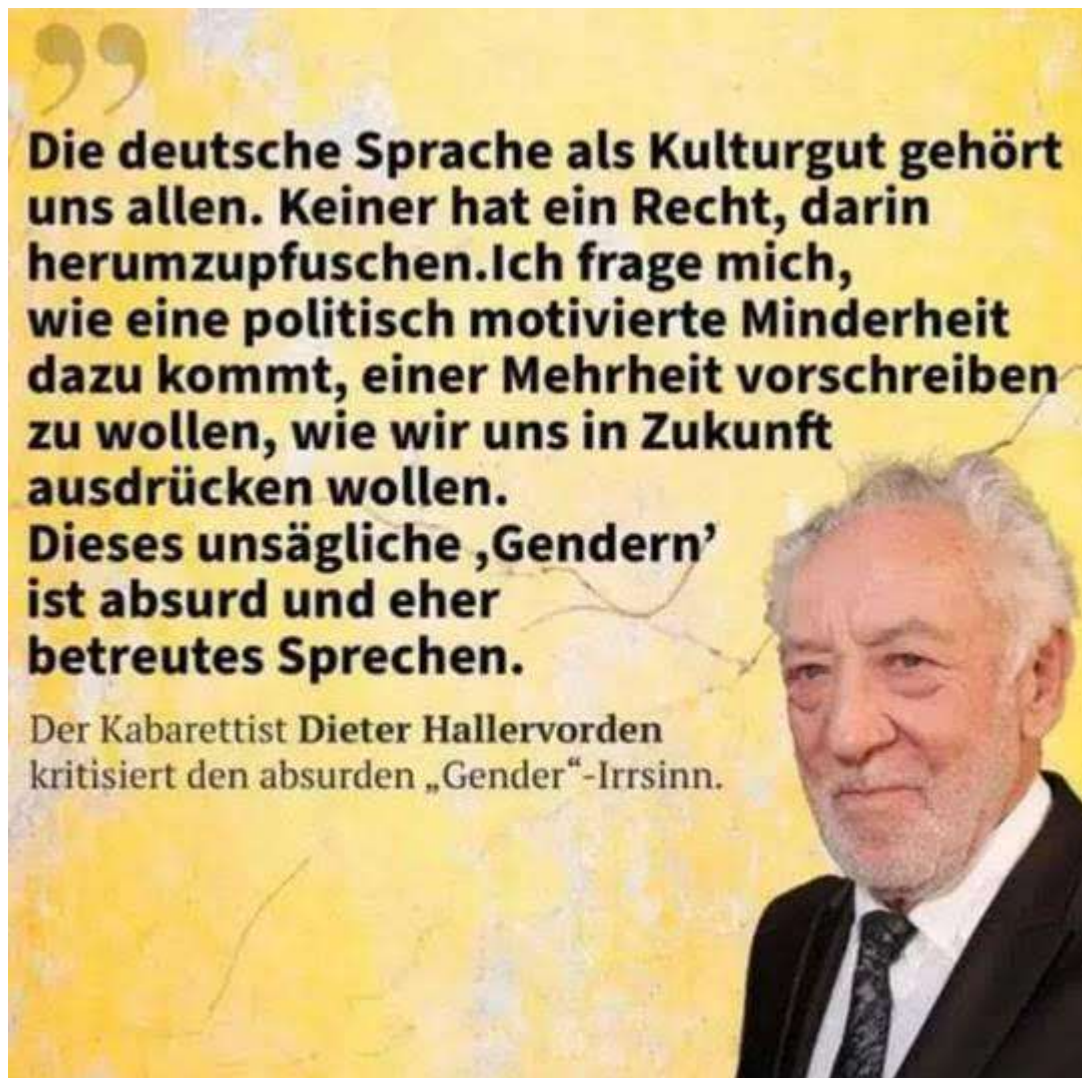 ”
Die deutsche Sprache als Kulturgut gehört
uns allen. Keiner hat ein Recht, darin
herumzupfuschen.Ich frage mich,
wie eine politisch motivierte Minderheit
dazu kommt, einer Mehrheit vorschreiben
zu wollen, wie wir uns in Zukunft
ausdrücken wollen.
Dieses unsägliche ‚Gendern’
ist absurd und eher
betreutes Sprechen.
Der Kabarettist Dieter Hallervorden
kritisiert den absurden „Gender“-Irrsinn.